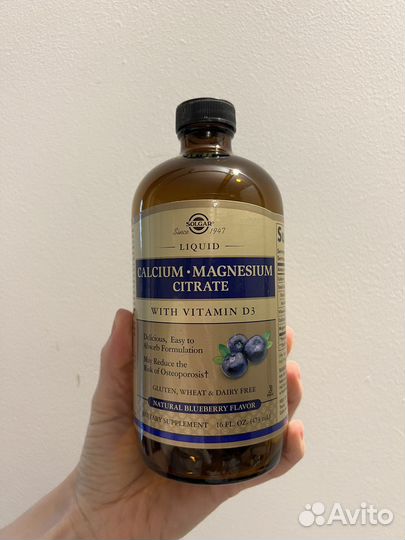 SOLGAR
Since 1947
LIQUID
CALCIUM • MAGNESIUM
CITRATE
WITH VITAMIN D3
Delicious, Easy to
Absorb Formulation
May Reduce the
Risk of Osteoporosis†
GLUTEN, WHEAT & DAIRY FREE
NATURAL BLUEBERRY FLAVOR
DIETARY SUPPLEMENT 16 FL. OZ.
Avito